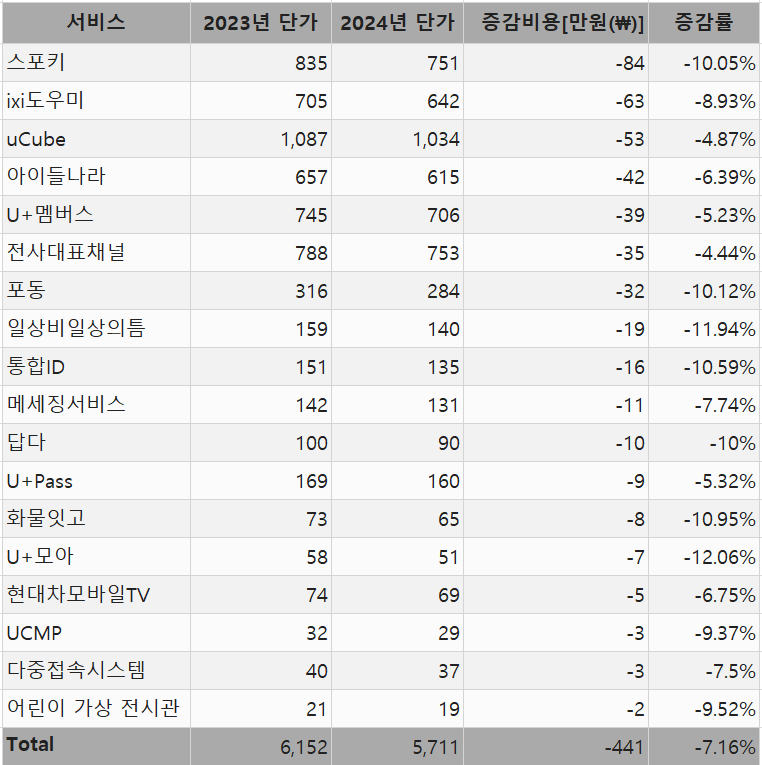 서비스 2023년 단가 2024년 단가 증감비용[만원(₩)] 증감률
스포키 835 751 -84 -10.05%
ixi도우미 705 642 -63 -8.93%
uCube 1,087 1,034 -53 -4.87%
아이들나라 657 615 -42 -6.39%
U+멤버스 745 706 -39 -5.23%
전사대표채널 788 753 -35 -4.44%
포동 316 284 -32 -10.12%
일상비일상의틈 159 140 -19 -11.94%
통합ID 151 135 -16 -10.59%
메세징서비스 142 131 -11 -7.74%
답다 100 90 -10 -10%
U+Pass 169 160 -9 -5.32%
화물잇고 73 65 -8 -10.95%
U+모아 58 51 -7 -12.06%
현대차모바일TV 74 69 -5 -6.75%
UCMP 32 29 -3 -9.37%
다중접속시스템 40 37 -3 -7.5%
어린이 가상 전시관 21 19 -2 -9.52%
Total 6,152 5,711 -441 -7.16%